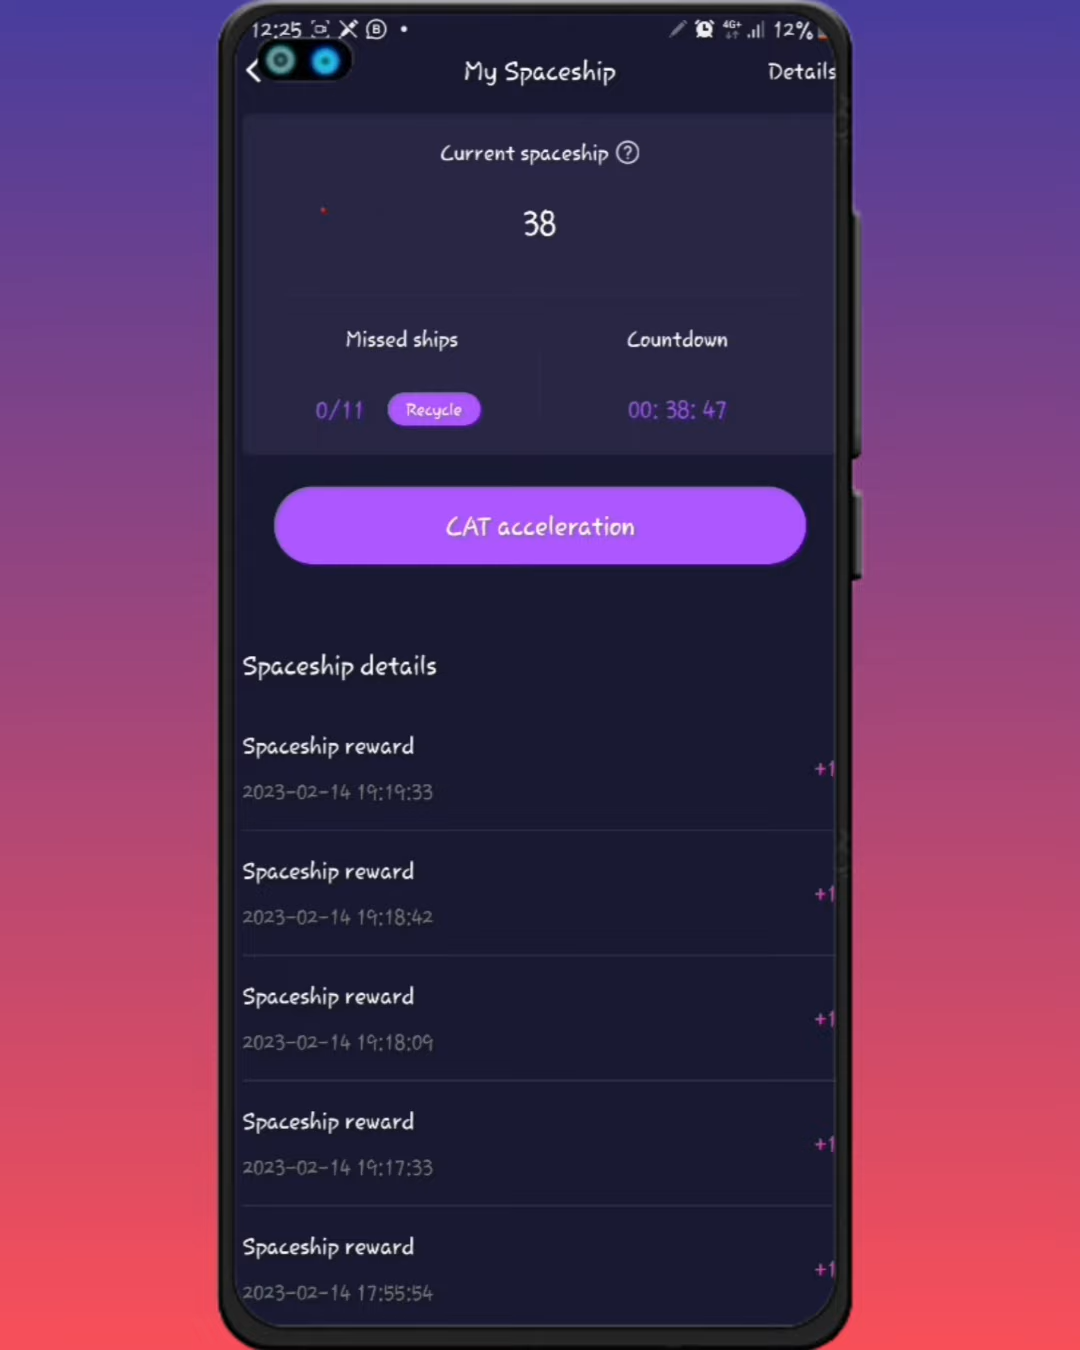 12:25 4G+ 12%
My Spaceship Details
Current spaceship ?
38
Missed ships Countdown
0/11 Recycle 00: 38: 47
CAT acceleration
Spaceship details
Spaceship reward
+1
2023-02-14 19:19:33
Spaceship reward
+1
2023-02-14 19:18:42
Spaceship reward
+1
2023-02-14 19:18:09
Spaceship reward
+1
2023-02-14 19:17:33
Spaceship reward
+1
2023-02-14 17:55:54